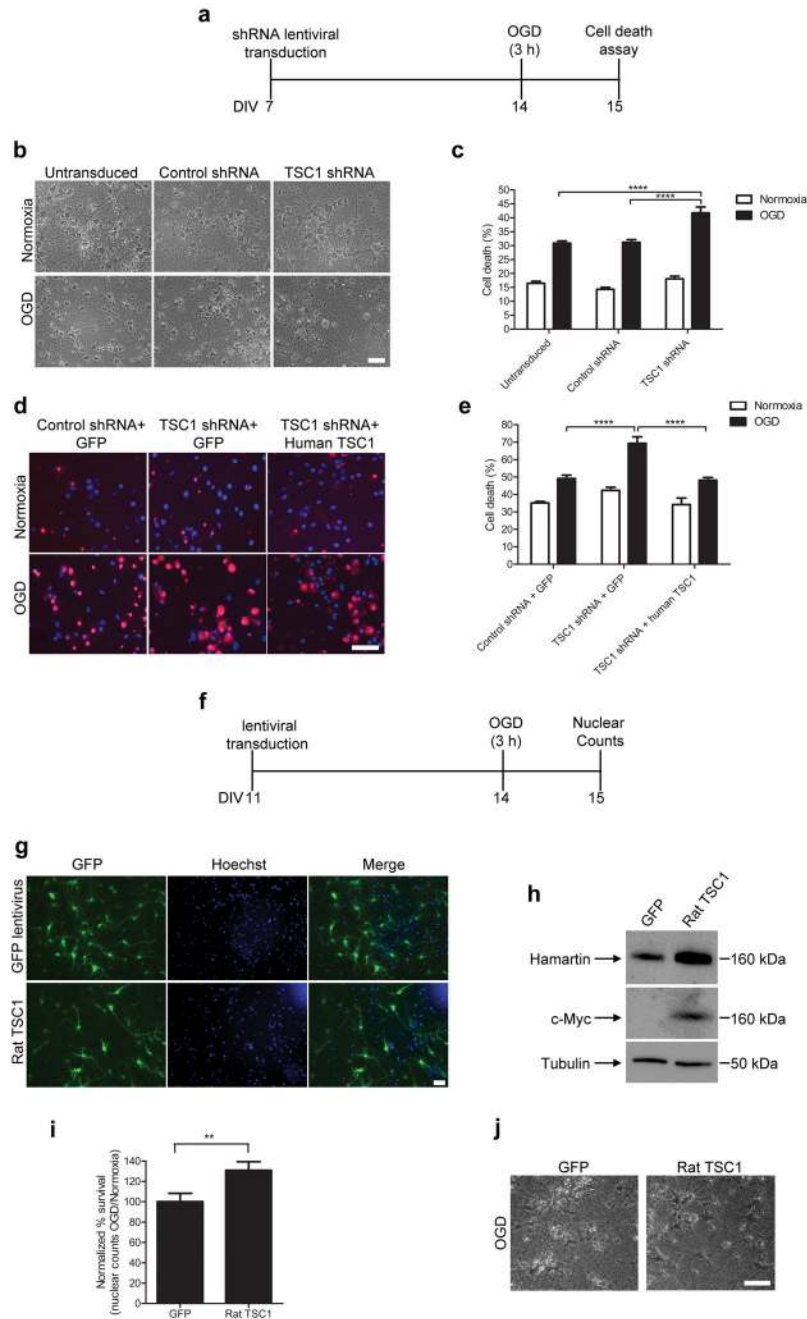 a
shRNA lentiviral
transduction
OGD
(3 h)
Cell death
assay
DIV 7
14
15
b
Untransduced
Control shRNA
TSC1 shRNA
Normoxia
OGD
c
****
****
Normoxia
OGD
Cell death (%)
50
45
40
35
30
25
20
15
10
5
0
Untransduced
Control shRNA
TSC1 shRNA
d
Control shRNA+
GFP
TSC1 shRNA+
GFP
TSC1 shRNA+
Human TSC1
Normoxia
OGD
e
****
****
Normoxia
OGD
Cell death (%)
80
70
60
50
40
30
20
10
0
Control shRNA + GFP
TSC1 shRNA + GFP
TSC1 shRNA + human TSC1
f
lentiviral
transduction
OGD
(3 h)
Nuclear
Counts
DIV 11
14
15
g
GFP
Hoechst
Merge
GFP lentivirus
Rat TSC1
h
GFP
Rat TSC1
Hamartin
160 kDa
c-Myc
160 kDa
Tubulin
50 kDa
i
**
Normalized % survival
(nuclear counts OGD/Normoxia)
140
120
100
80
60
40
20
0
GFP
Rat TSC1
j
GFP
Rat TSC1
OGD